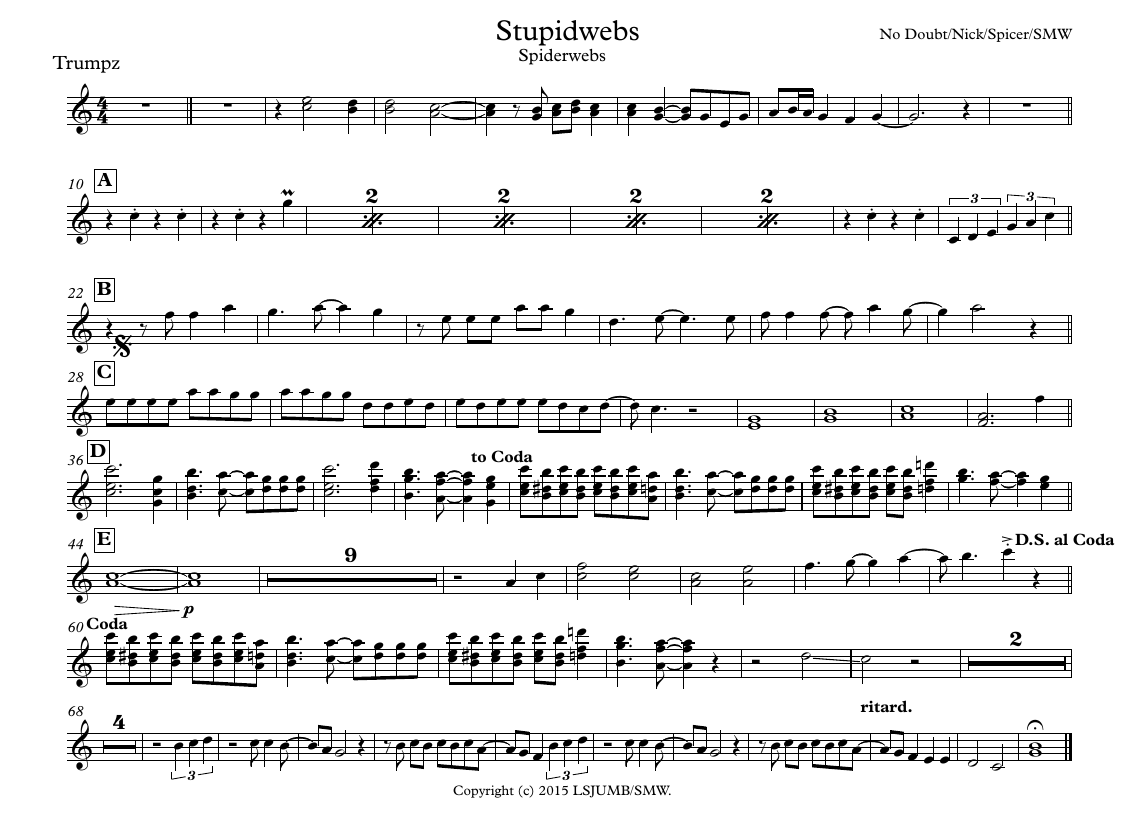 Stupidwebs
Spiderwebs
No Doubt/Nick/Spicer/SMW
Trumpz
4
4
10 A
2 2 2 2
3 3
22 B
28 C
36 D
to Coda
44 E
9
D.S. al Coda
p
60 Coda
2
68
4
ritard.
3 3
Copyright (c) 2015 LSJUMB/SMW.